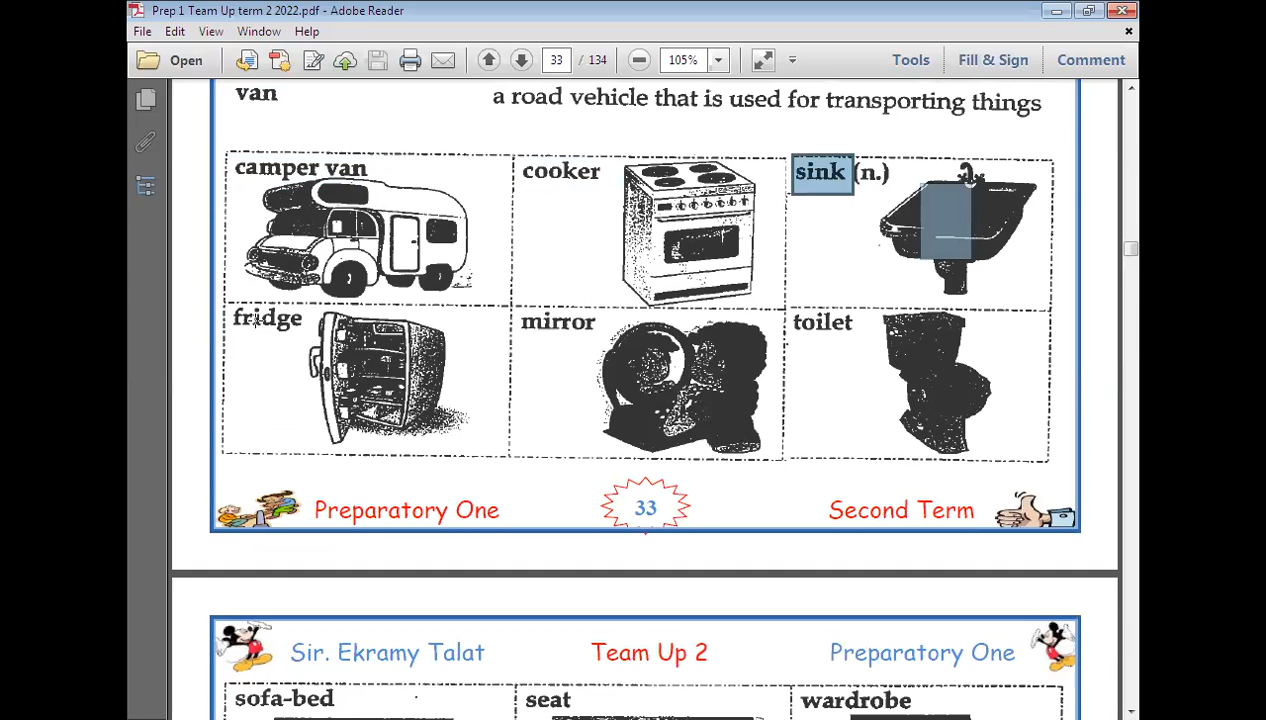 Prep 1 Team Up term 2 2022.pdf - Adobe Reader
File Edit View Window Help
Open 33 / 134 105% Tools Fill & Sign Comment
van a road vehicle that is used for transporting things
camper van cooker sink (n.)
fridge mirror toilet
Preparatory One 33 Second Term
Sir. Ekramy Talat Team Up 2 Preparatory One
sofa-bed seat wardrobe